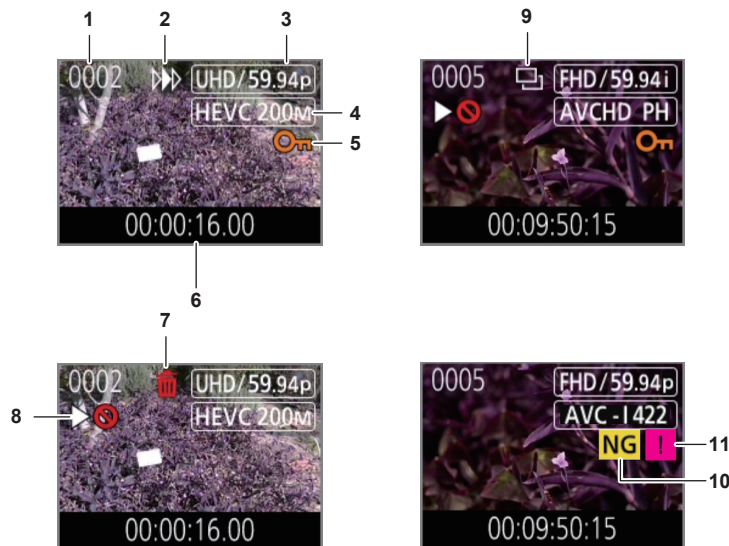 1 2 3 9
0002 UHD/59.94p 0005 FHD/59.94i
HEVC 200M 4 AVCHD PH
5
00:00:16.00 00:09:50:15
6
7
0002 UHD/59.94p 0005 FHD/59.94p
8 HEVC 200M AVC-I 422
NG ! 11
10
00:00:16.00 00:09:50:15